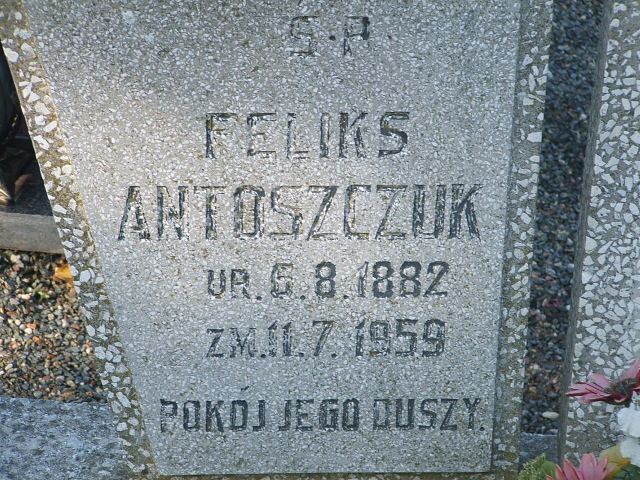 Ś.P.
FELIKS
ANTOSZCZUK
UR. 6.8.1882
ZM.11.7.1959
POKÓJ JEGO DUSZY.